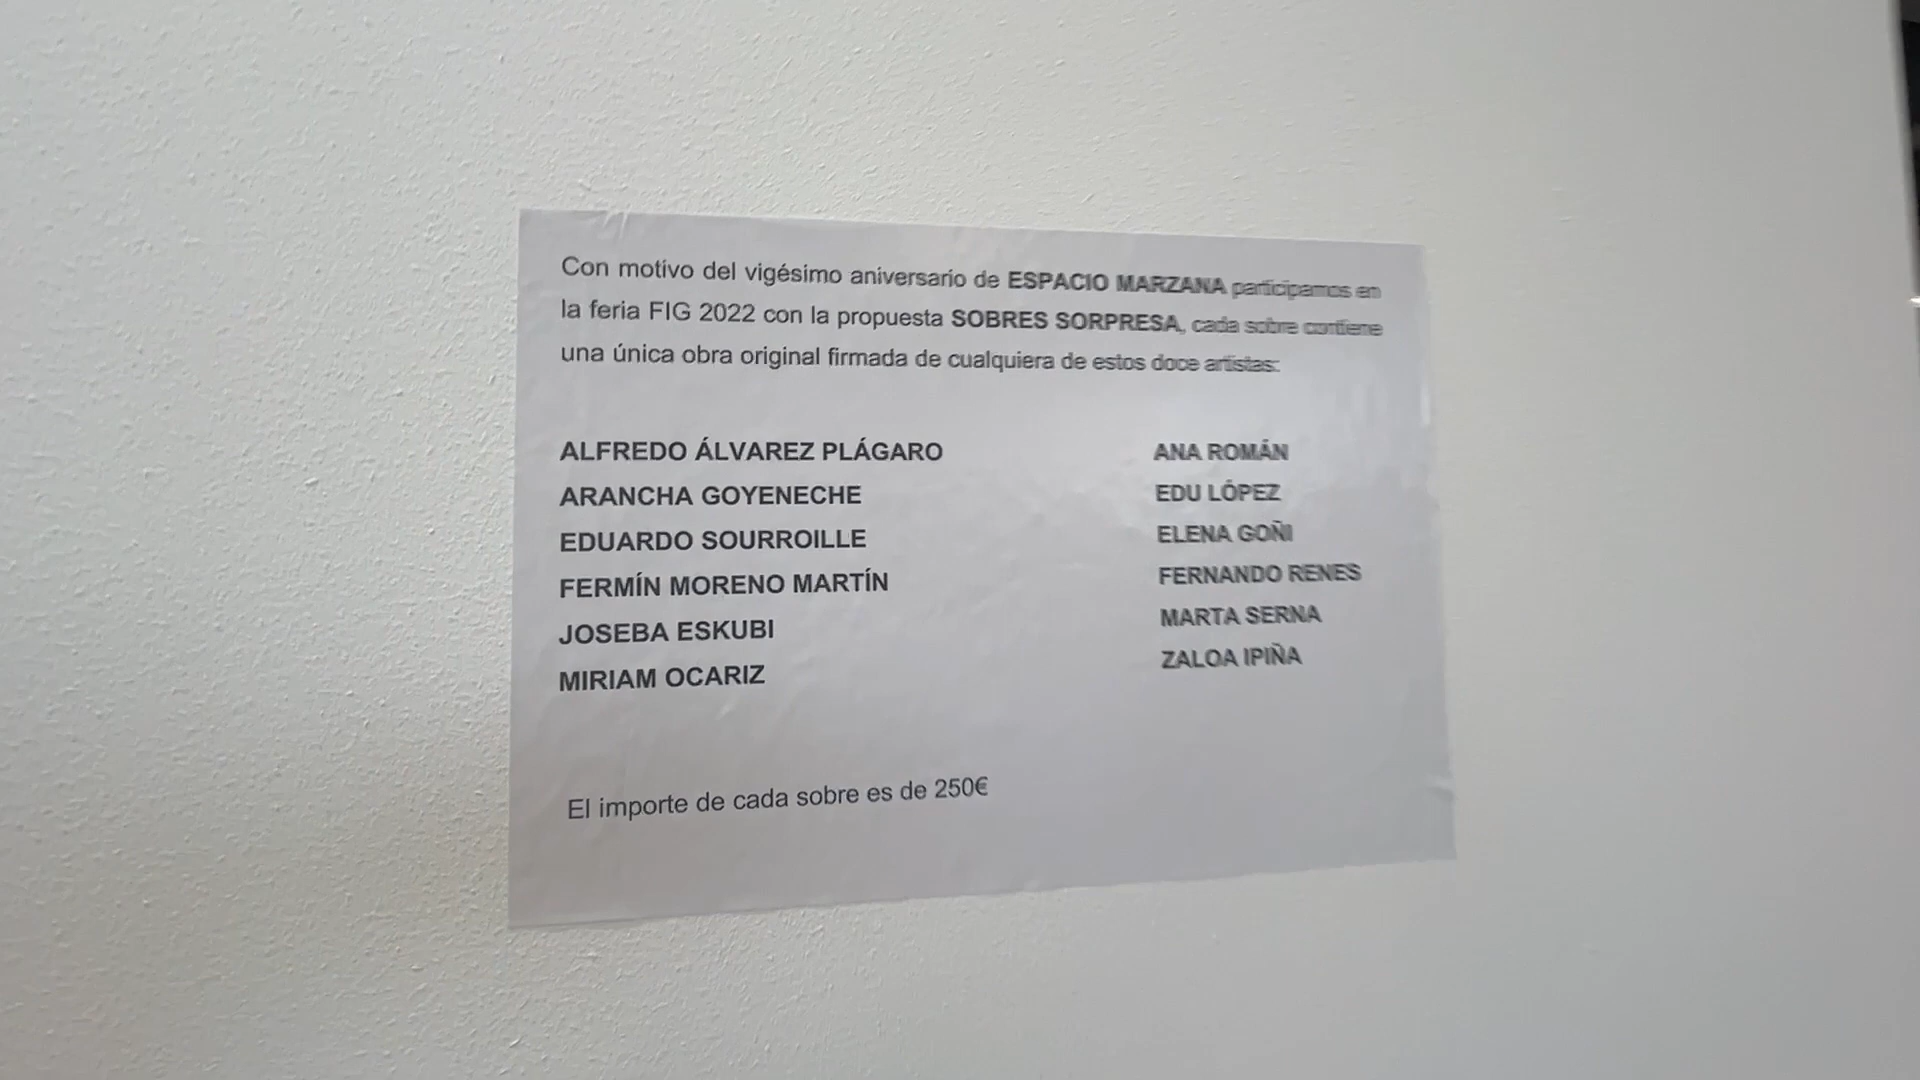 Con motivo del vigésimo aniversario de ESPACIO MARZANA participamos en
la feria FIG 2022 con la propuesta SOBRES SORPRESA, cada sobre contiene
una única obra original firmada de cualquiera de estos doce artistas:
ALFREDO ÁLVAREZ PLÁGARO
ARANCHA GOYENECHE
EDUARDO SOURROILLE
FERMÍN MORENO MARTÍN
JOSEBA ESKUBI
MIRIAM OCARIZ
ANA ROMÁN
EDU LÓPEZ
ELENA GOÑI
FERNANDO RENES
MARTA SERNA
ZALOA IPIÑA
El importe de cada sobre es de 250€